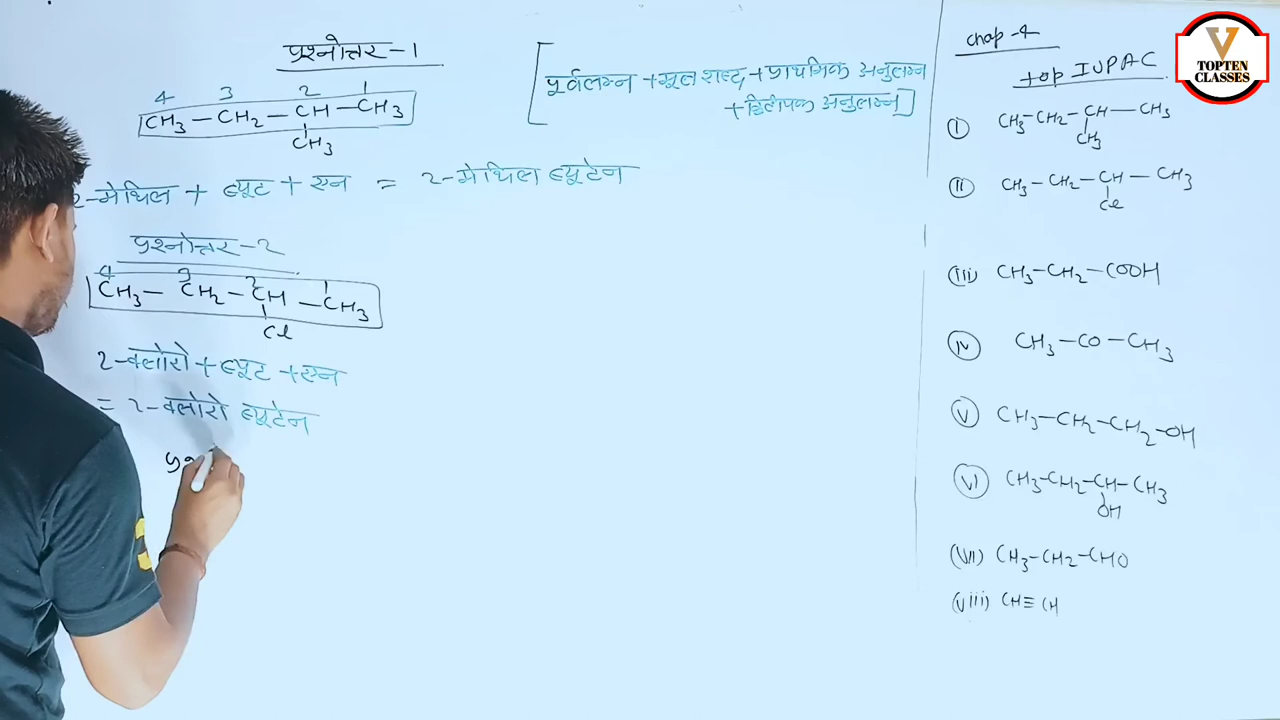 प्रश्नोत्तर-1
4 3 2 1
CH3 — CH2 — CH — CH3
CH3
[पूर्वलग्न + मूल शब्द + प्राथमिक अनुलग्न
+ द्वितीयक अनुलग्न]
2-मेथिल + ब्यूट + एन = 2-मेथिल ब्यूटेन
प्रश्नोत्तर-2
4 3 2 1
CH3 — CH2 — CH — CH3
Cl
2-क्लोरो + ब्यूट + एन
= 2-क्लोरो ब्यूटेन
Chap-4
top IUPAC
(i) CH3-CH2-CH — CH3
CH3
(ii) CH3-CH2-CH — CH3
Cl
(iii) CH3-CH2-COOH
(iv) CH3-CO-CH3
(v) CH3-CH2-CH2-OH
(vi) CH3-CH2-CH-CH3
OH
(vii) CH3-CH2-CHO
(viii) CH≡CH
V
TOPTEN
CLASSES